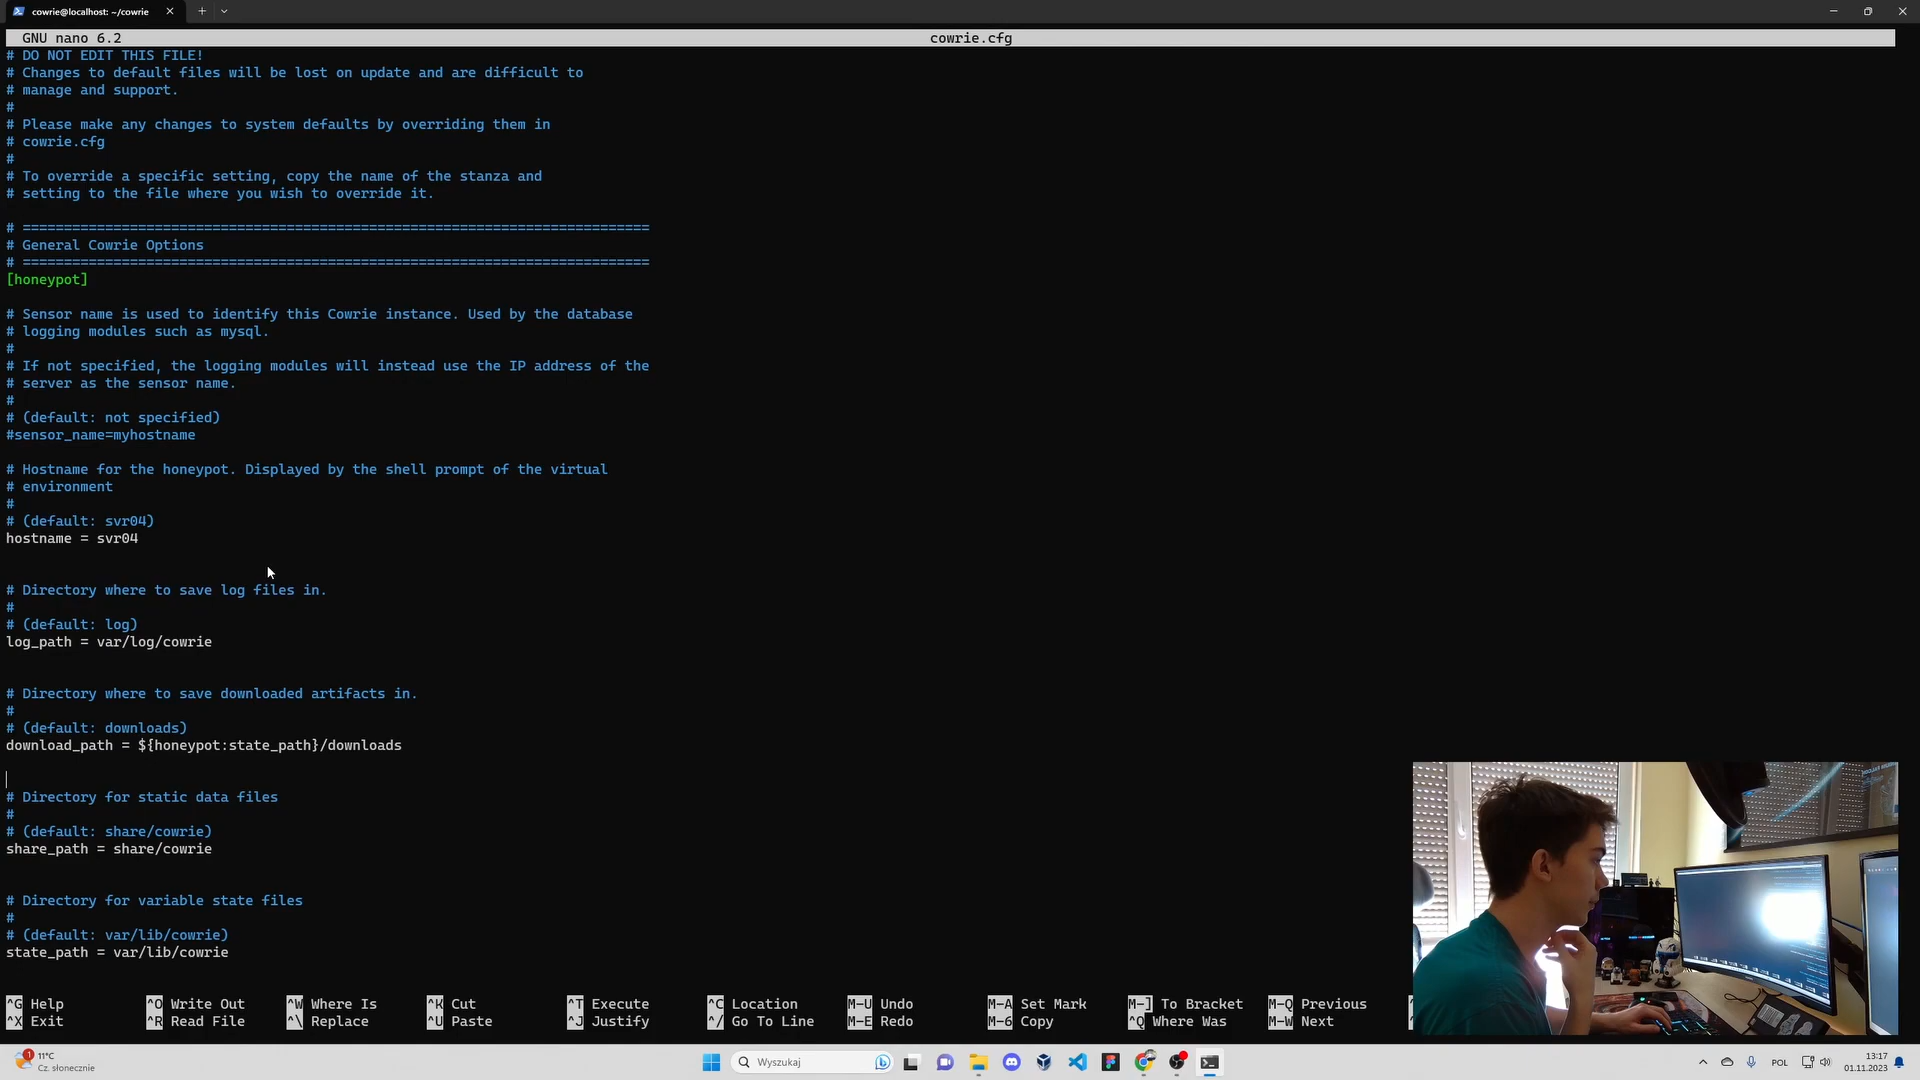 cowrie@localhost: ~/cowrie
GNU nano 6.2
cowrie.cfg
# DO NOT EDIT THIS FILE!
# Changes to default files will be lost on update and are difficult to
# manage and support.
#
# Please make any changes to system defaults by overriding them in
# cowrie.cfg
#
# To override a specific setting, copy the name of the stanza and
# setting to the file where you wish to override it.
# ============================================================================
# General Cowrie Options
# ============================================================================
[honeypot]
# Sensor name is used to identify this Cowrie instance. Used by the database
# logging modules such as mysql.
#
# If not specified, the logging modules will instead use the IP address of the
# server as the sensor name.
#
# (default: not specified)
#sensor_name=myhostname
# Hostname for the honeypot. Displayed by the shell prompt of the virtual
# environment
#
# (default: svr04)
hostname = svr04
# Directory where to save log files in.
#
# (default: log)
log_path = var/log/cowrie
# Directory where to save downloaded artifacts in.
#
# (default: downloads)
download_path = ${honeypot:state_path}/downloads
# Directory for static data files
#
# (default: share/cowrie)
share_path = share/cowrie
# Directory for variable state files
#
# (default: var/lib/cowrie)
state_path = var/lib/cowrie
^G Help ^O Write Out ^W Where Is ^K Cut ^T Execute ^C Location M-U Undo M-A Set Mark M-] To Bracket M-Q Previous
^X Exit ^R Read File ^\ Replace ^U Paste ^J Justify ^/ Go To Line M-E Redo M-6 Copy ^Q Where Was M-W Next
1
11°C
Cz. słonecznie
Wyszukaj
POL
13:17
01.11.2023